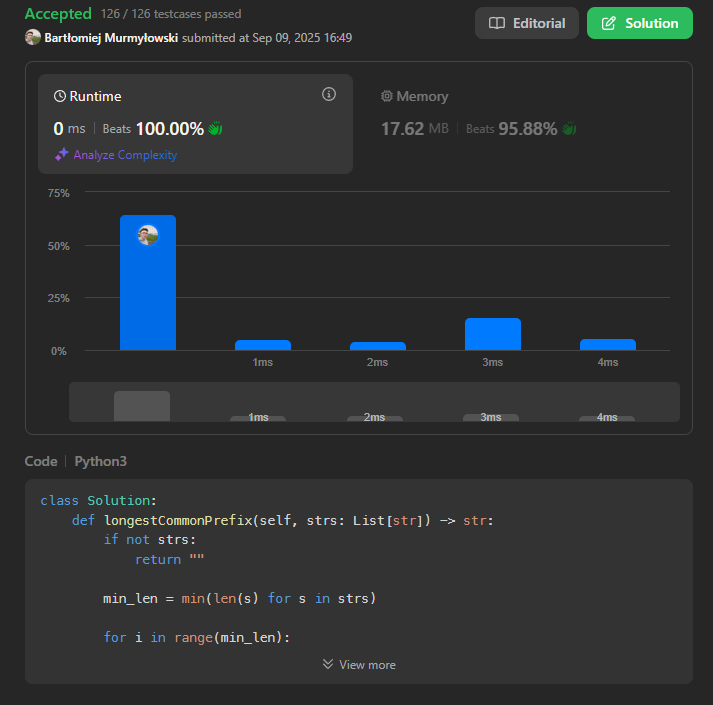 Accepted 126 / 126 testcases passed
Editorial
Solution
Bartłomiej Murmyłowski submitted at Sep 09, 2025 16:49
Runtime
0 ms | Beats 100.00%
Analyze Complexity
Memory
17.62 MB | Beats 95.88%
75%
50%
25%
0%
1ms 2ms 3ms 4ms
1ms 2ms 3ms 4ms
Code | Python3
class Solution:
    def longestCommonPrefix(self, strs: List[str]) -> str:
        if not strs:
            return ""
        min_len = min(len(s) for s in strs)
        for i in range(min_len):
View more